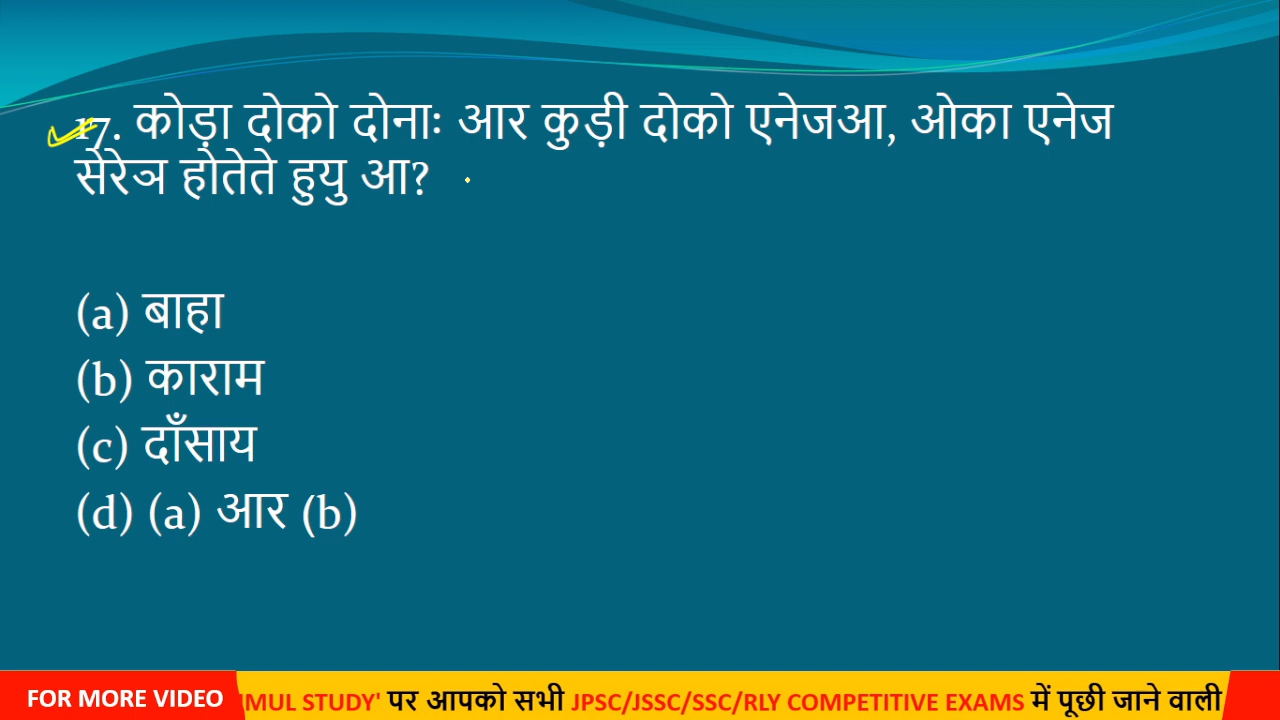 17. कोड़ा दोको दोनाः आर कुड़ी दोको एनेजआ, ओका एनेज
सेरेञ होतेते हुयु आ?
(a) बाहा
(b) काराम
(c) दाँसाय
(d) (a) आर (b)
FOR MORE VIDEO MUL STUDY' पर आपको सभी JPSC/JSSC/SSC/RLY COMPETITIVE EXAMS में पूछी जाने वाली